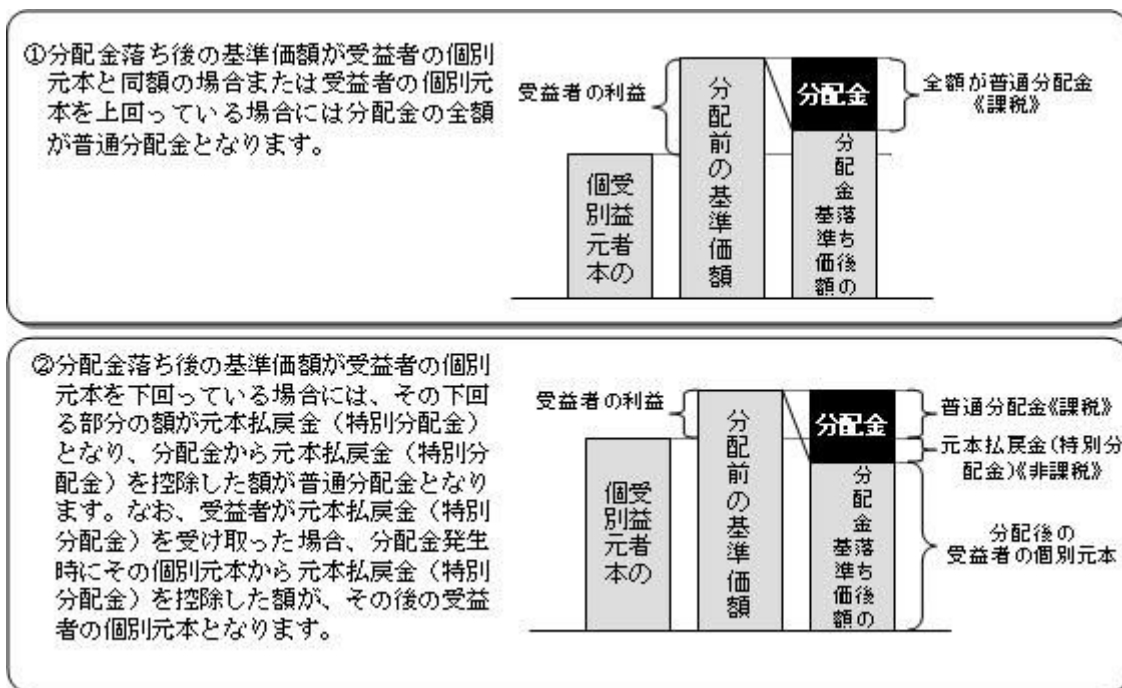 ①分配金落ち後の基準価額が受益者の個別
元本と同額の場合または受益者の個別元
本を上回っている場合には分配金の全額
が普通分配金となります。
受益者の利益
受益者の
個別元本
分配前の基準価額
分配金
分配金落ち後の
基準価額
全額が普通分配金
《課税》
②分配金落ち後の基準価額が受益者の個別
元本を下回っている場合には、その下回
る部分の額が元本払戻金（特別分配金）
となり、分配金から元本払戻金（特別分
配金）を控除した額が普通分配金となり
ます。なお、受益者が元本払戻金（特別
分配金）を受け取った場合、分配金発生
時にその個別元本から元本払戻金（特別
分配金）を控除した額が、その後の受益
者の個別元本となります。
受益者の利益
受益者の
個別元本
分配前の基準価額
分配金
分配金落ち後の
基準価額
普通分配金《課税》
元本払戻金(特別分
配金)《非課税》
分配後の
受益者の個別元本